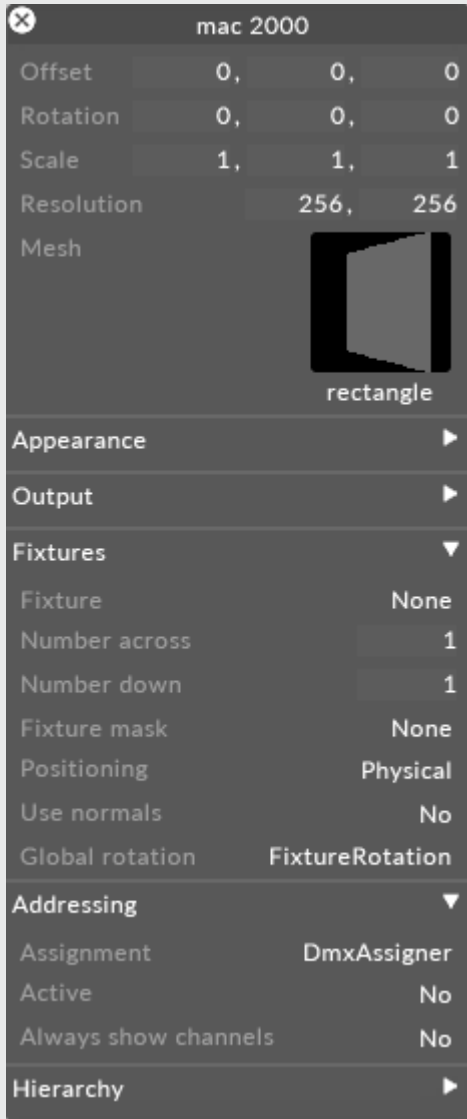 mac 2000
Offset 0, 0, 0
Rotation 0, 0, 0
Scale 1, 1, 1
Resolution 256, 256
Mesh
rectangle
Appearance
Output
Fixtures
Fixture None
Number across 1
Number down 1
Fixture mask None
Positioning Physical
Use normals No
Global rotation FixtureRotation
Addressing
Assignment DmxAssigner
Active No
Always show channels No
Hierarchy